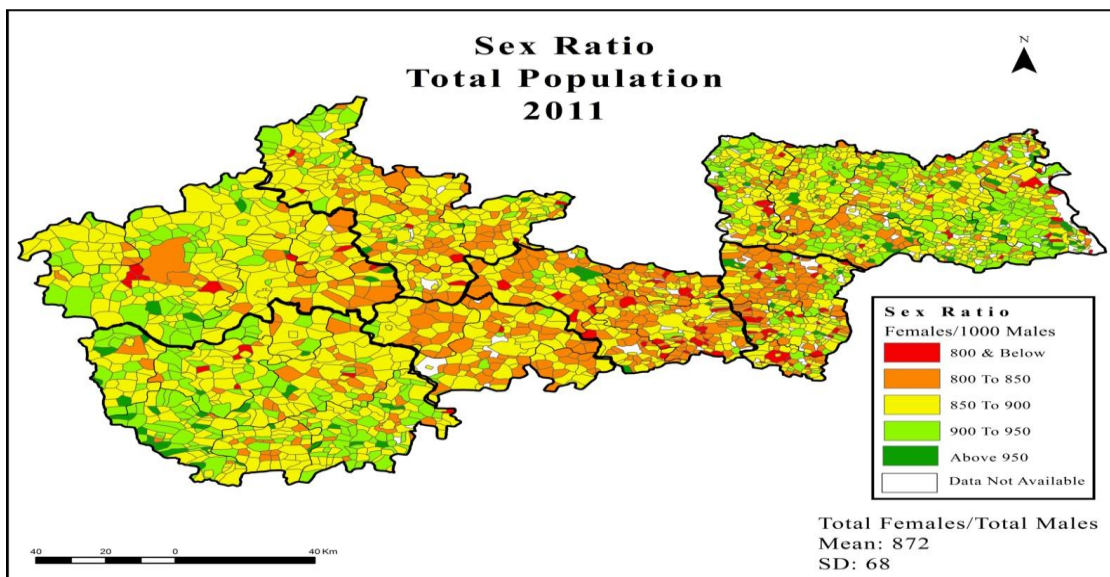 Sex Ratio
Total Population
2011
N
Sex Ratio
Females/1000 Males
800 & Below
800 To 850
850 To 900
900 To 950
Above 950
Data Not Available
Total Females/Total Males
Mean: 872
SD: 68
40 20 0 40 Km